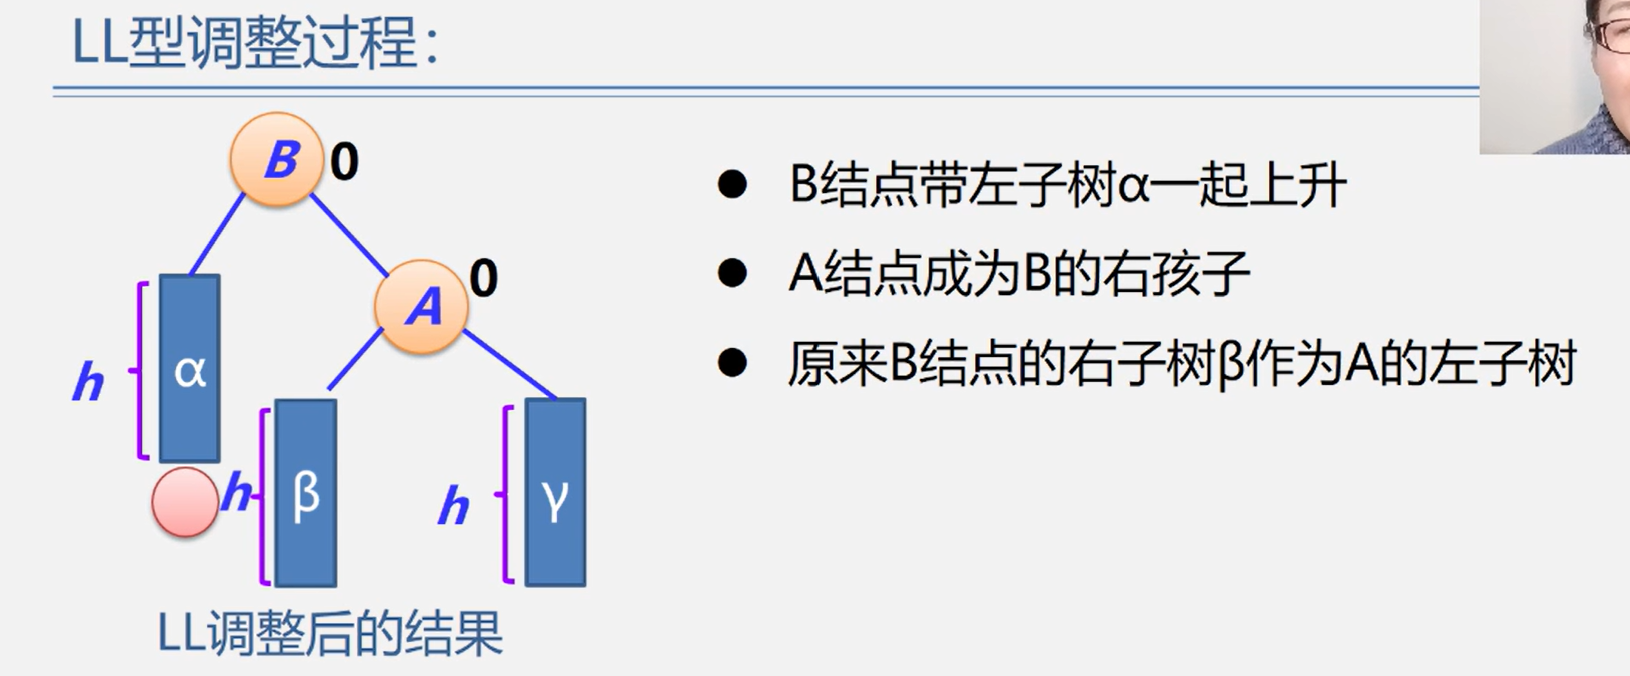 LL型调整过程：
B 0
A 0
● B结点带左子树α一起上升
● A结点成为B的右孩子
● 原来B结点的右子树β作为A的左子树
h α
h β
h γ
LL调整后的结果